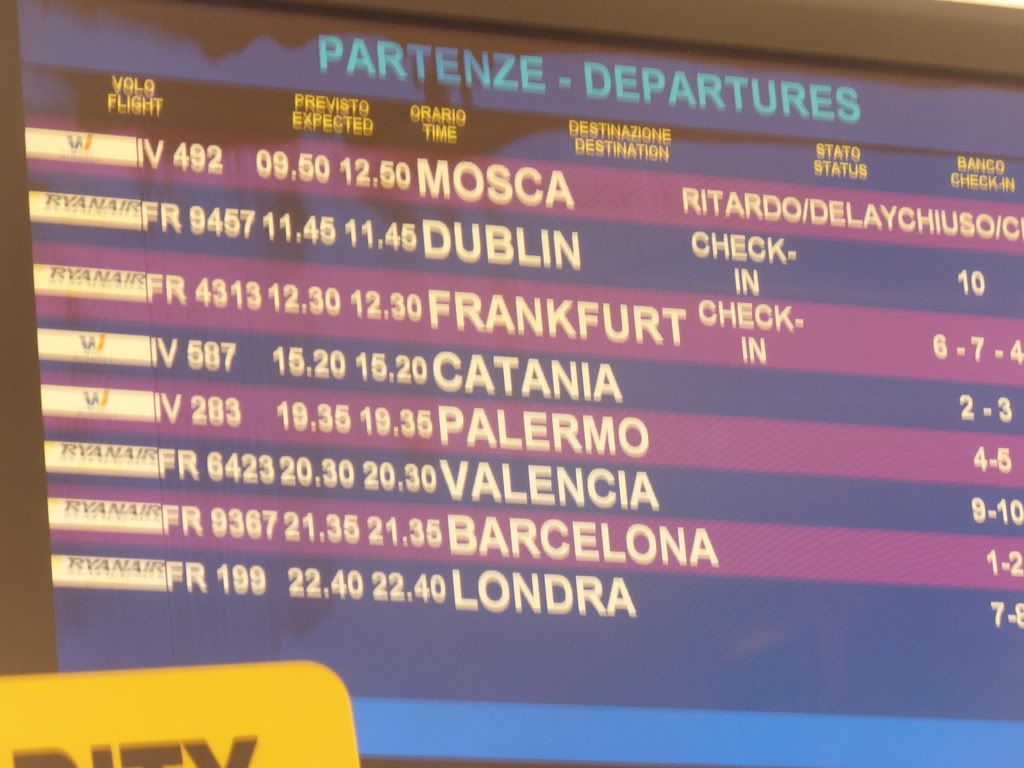 PARTENZE - DEPARTURES
VOLO PREVISTO ORARIO DESTINAZIONE STATO BANCO
FLIGHT EXPECTED TIME DESTINATION STATUS CHECK-IN
IV 492 09.50 12.50 MOSCA RITARDO/DELAYCHIUSO/C
RYANAIR FR 9457 11.45 11.45 DUBLIN CHECK-IN 10
RYANAIR FR 4313 12.30 12.30 FRANKFURT CHECK-IN 6 - 7 - 4
IV 587 15.20 15.20 CATANIA 2 - 3
IV 283 19.35 19.35 PALERMO 4-5
RYANAIR FR 6423 20.30 20.30 VALENCIA 9-10
RYANAIR FR 9367 21.35 21.35 BARCELONA 1-2
RYANAIR FR 199 22.40 22.40 LONDRA 7-8